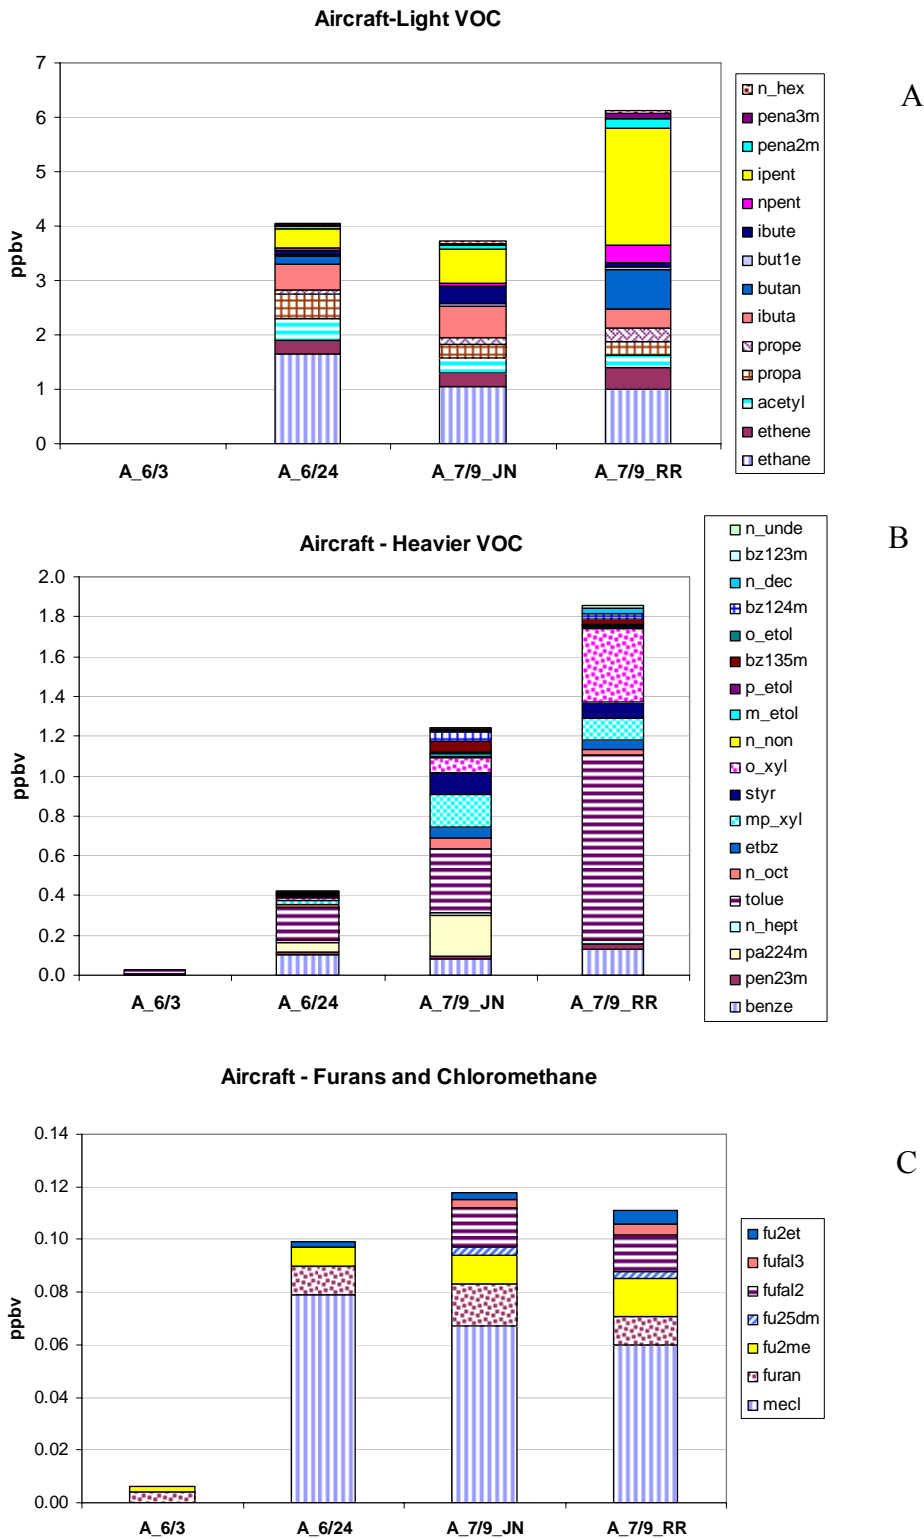 Aircraft-Light VOC
A
ppbv
7
6
5
4
3
2
1
0
A_6/3 A_6/24 A_7/9_JN A_7/9_RR
n_hex
pena3m
pena2m
ipent
npent
ibute
but1e
butan
ibuta
prope
propa
acetyl
ethene
ethane
Aircraft - Heavier VOC
B
ppbv
2.0
1.8
1.6
1.4
1.2
1.0
0.8
0.6
0.4
0.2
0.0
A_6/3 A_6/24 A_7/9_JN A_7/9_RR
n_unde
bz123m
n_dec
bz124m
o_etol
bz135m
p_etol
m_etol
n_non
o_xyl
styr
mp_xyl
etbz
n_oct
tolue
n_hept
pa224m
pen23m
benze
Aircraft - Furans and Chloromethane
C
ppbv
0.14
0.12
0.10
0.08
0.06
0.04
0.02
0.00
A_6/3 A_6/24 A_7/9_JN A_7/9_RR
fu2et
fufal3
fufal2
fu25dm
fu2me
furan
mecl